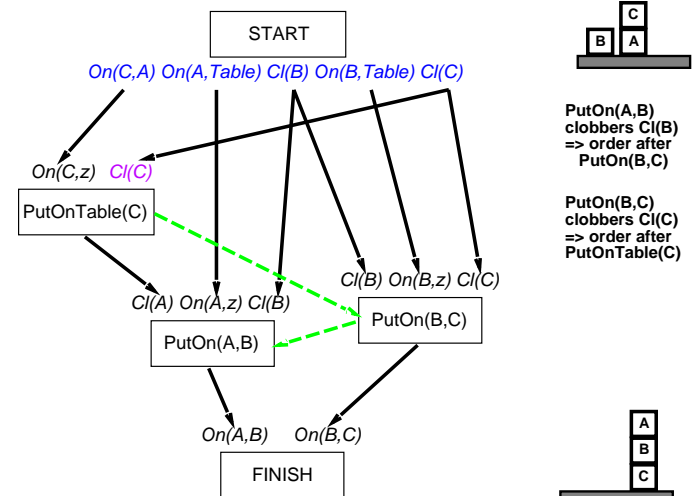 START
C
B A
On(C,A) On(A,Table) Cl(B) On(B,Table) Cl(C)
PutOn(A,B)
clobbers Cl(B)
=> order after
PutOn(B,C)
On(C,z) Cl(C)
PutOnTable(C)
PutOn(B,C)
clobbers Cl(C)
=> order after
PutOnTable(C)
Cl(B) On(B,z) Cl(C)
Cl(A) On(A,z) Cl(B)
PutOn(B,C)
PutOn(A,B)
On(A,B) On(B,C)
FINISH
A
B
C